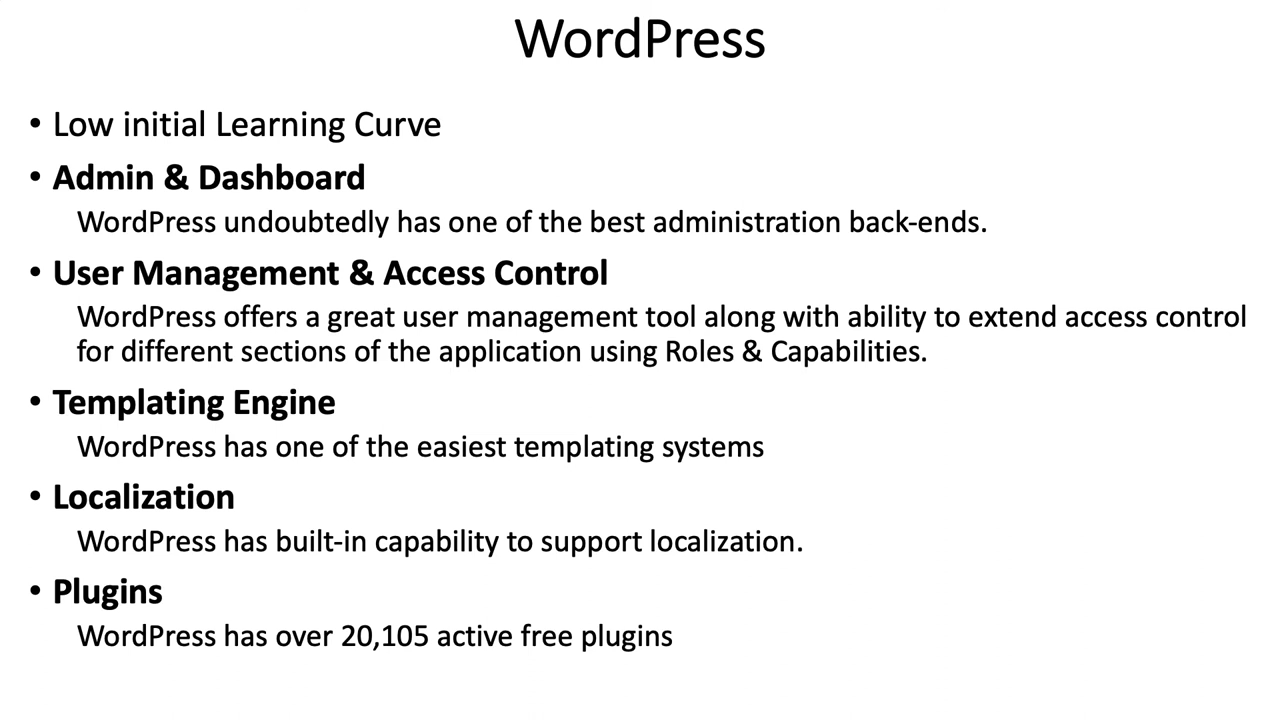 WordPress
• Low initial Learning Curve
• Admin & Dashboard
WordPress undoubtedly has one of the best administration back-ends.
• User Management & Access Control
WordPress offers a great user management tool along with ability to extend access control
for different sections of the application using Roles & Capabilities.
• Templating Engine
WordPress has one of the easiest templating systems
• Localization
WordPress has built-in capability to support localization.
• Plugins
WordPress has over 20,105 active free plugins